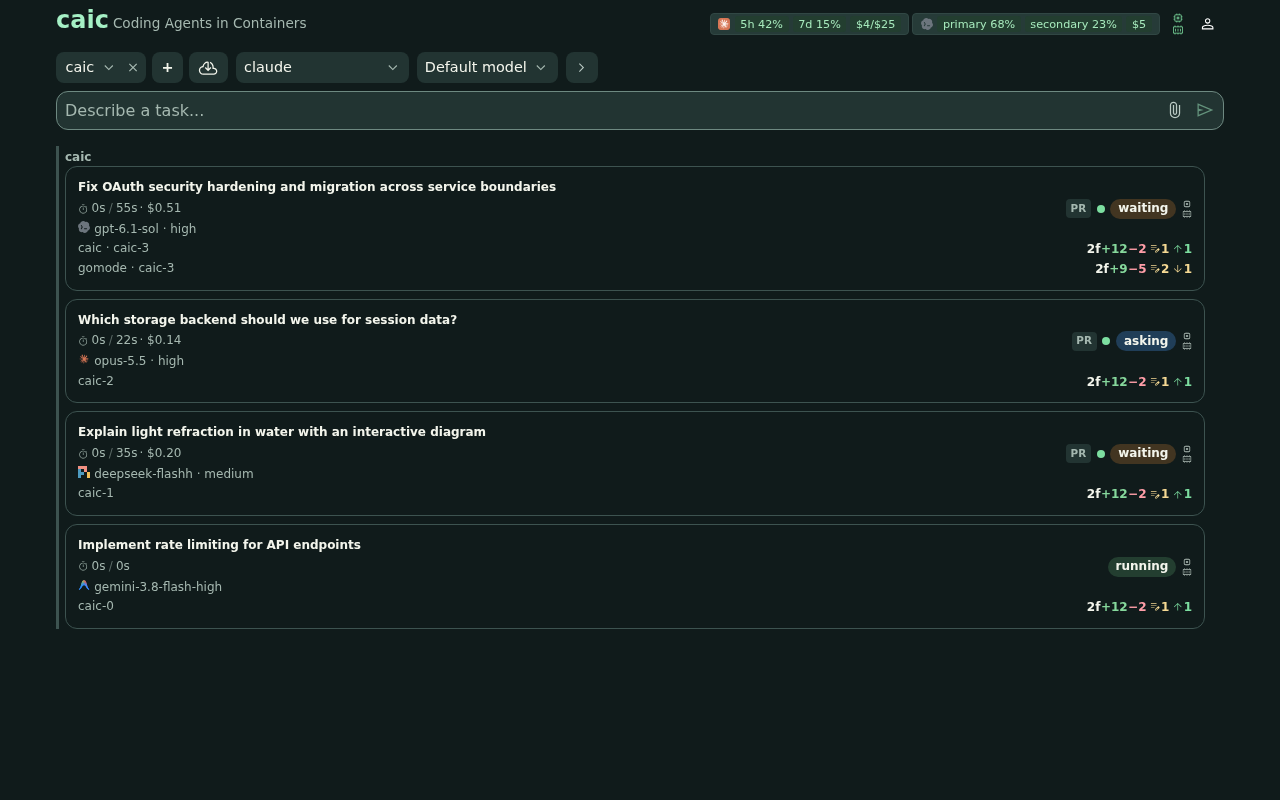 caic Coding Agents in Containers
5h 42% 7d 15% $4/$25 primary 68% secondary 23% $5
caic × + claude Default model
Describe a task...
caic
Fix OAuth security hardening and migration across service boundaries
0s / 55s · $0.51 PR waiting
gpt-6.1-sol · high
caic · caic-3 2f+12−2 1 ↑1
gomode · caic-3 2f+9−5 2 ↓1
Which storage backend should we use for session data?
0s / 22s · $0.14 PR asking
opus-5.5 · high
caic-2 2f+12−2 1 ↑1
Explain light refraction in water with an interactive diagram
0s / 35s · $0.20 PR waiting
deepseek-flashh · medium
caic-1 2f+12−2 1 ↑1
Implement rate limiting for API endpoints
0s / 0s running
gemini-3.8-flash-high
caic-0 2f+12−2 1 ↑1